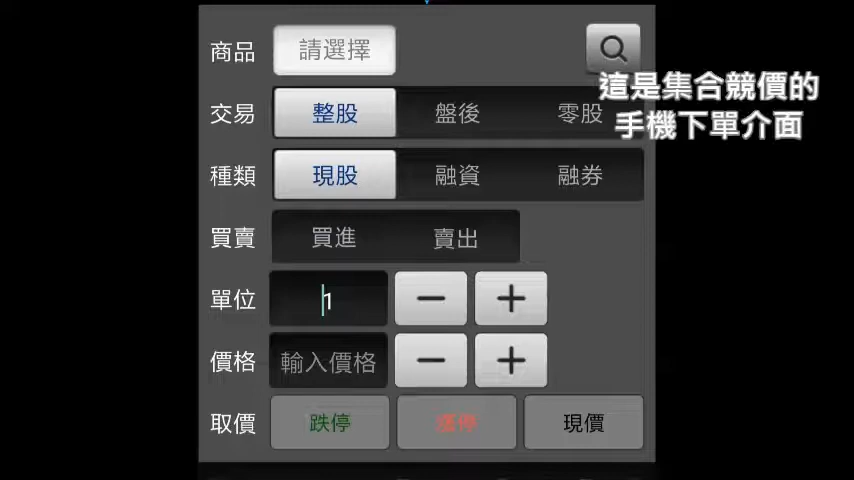 商品 請選擇
這是集合競價的
手機下單介面
交易 整股 盤後 零股
種類 現股 融資 融券
買賣 買進 賣出
單位 1
價格 輸入價格
取價 跌停 漲停 現價